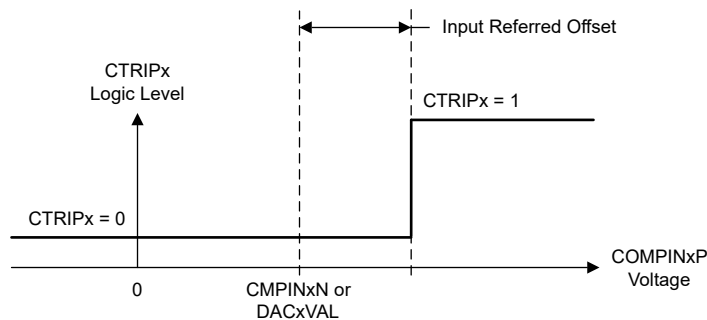 Input Referred Offset
CTRIPx
Logic Level
CTRIPx = 1
CTRIPx = 0
COMPINxP
Voltage
0
CMPINxN or
DACxVAL